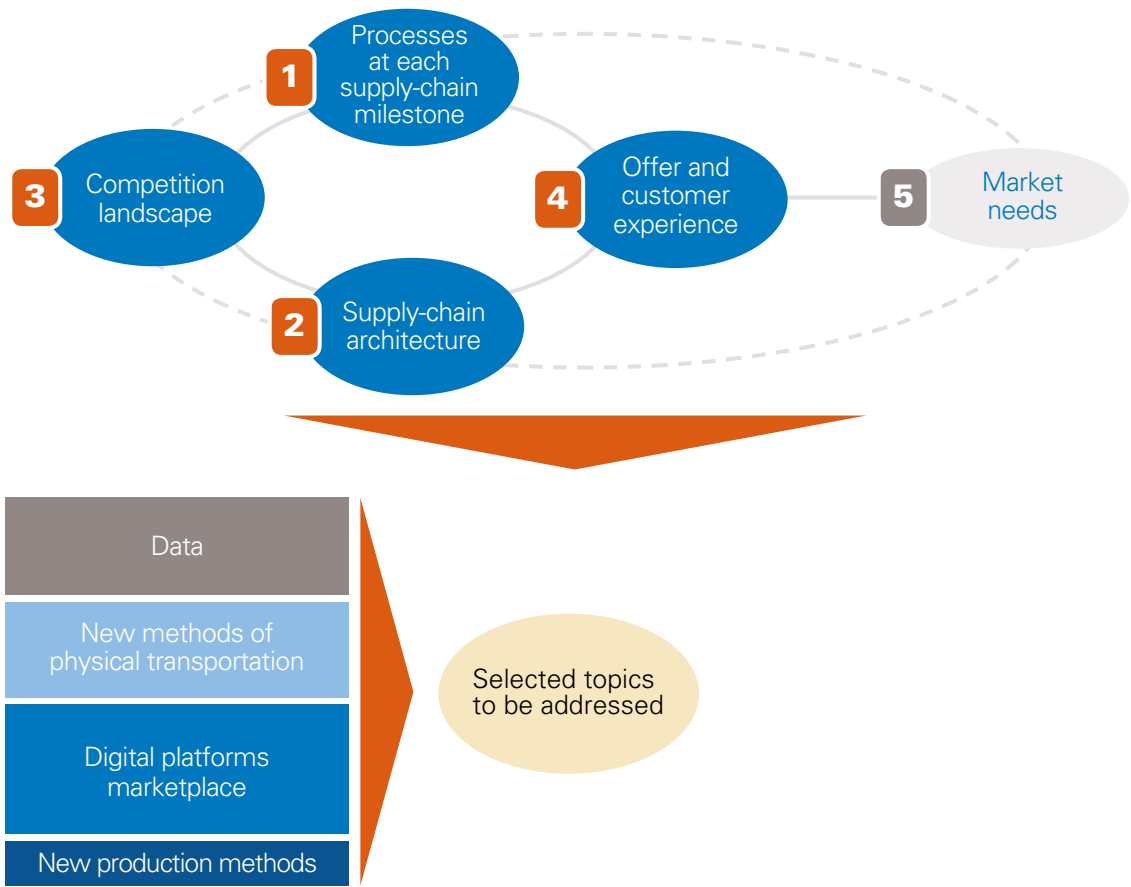 1
Processes
at each
supply-chain
milestone
3
Competition
landscape
4
Offer and
customer
experience
5
Market
needs
2
Supply-chain
architecture
Data
New methods of
physical transportation
Digital platforms
marketplace
New production methods
Selected topics
to be addressed